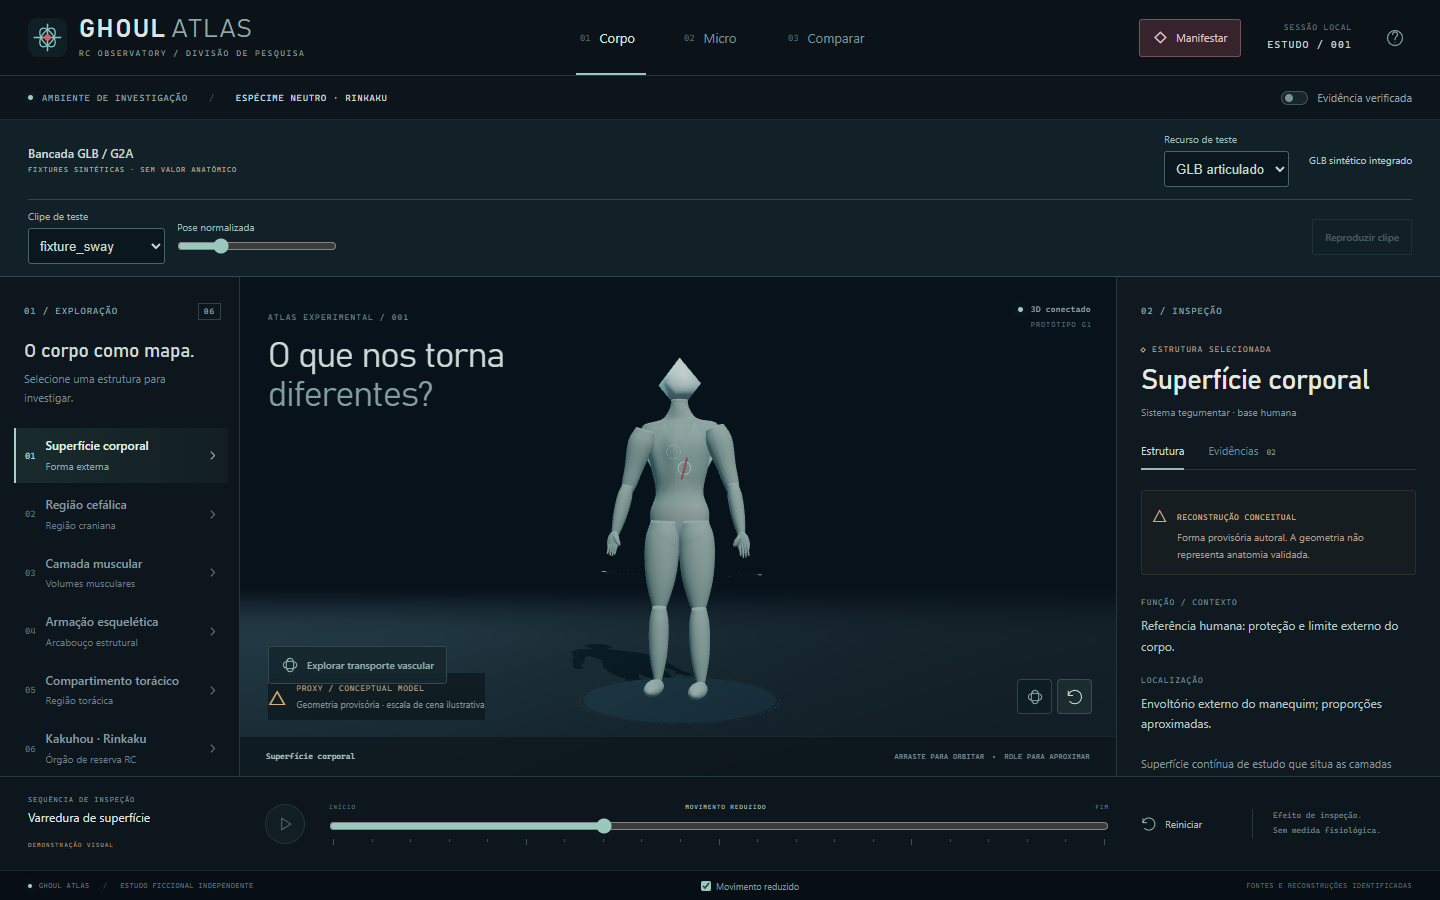 GHOUL ATLAS
RC OBSERVATORY / DIVISÃO DE PESQUISA
01 Corpo
02 Micro
03 Comparar
Manifestar
SESSÃO LOCAL
ESTUDO / 001
AMBIENTE DE INVESTIGAÇÃO / ESPÉCIME NEUTRO · RINKAKU
Evidência verificada
Bancada GLB / G2A
FIXTURES SINTÉTICAS · SEM VALOR ANATÔMICO
Recurso de teste
GLB articulado
GLB sintético integrado
Clipe de teste
fixture_sway
Pose normalizada
Reproduzir clipe
01 / EXPLORAÇÃO
06
O corpo como mapa.
Selecione uma estrutura para
investigar.
01
Superfície corporal
Forma externa
02
Região cefálica
Região craniana
03
Camada muscular
Volumes musculares
04
Armação esquelética
Arcabouço estrutural
05
Compartimento torácico
Região torácica
06
Kakuhou · Rinkaku
Órgão de reserva RC
ATLAS EXPERIMENTAL / 001
O que nos torna
diferentes?
3D conectado
PROTÓTIPO G1
Explorar transporte vascular
PROXY / CONCEPTUAL MODEL
Geometria provisória · escala de cena ilustrativa
Superfície corporal
ARRASTE PARA ORBITAR • ROLE PARA APROXIMAR
02 / INSPEÇÃO
ESTRUTURA SELECIONADA
Superfície corporal
Sistema tegumentar · base humana
Estrutura
Evidências 02
RECONSTRUÇÃO CONCEITUAL
Forma provisória autoral. A geometria não
representa anatomia validada.
FUNÇÃO / CONTEXTO
Referência humana: proteção e limite externo do
corpo.
LOCALIZAÇÃO
Envoltório externo do manequim; proporções
aproximadas.
Superfície contínua de estudo que situa as camadas
SEQUÊNCIA DE INSPEÇÃO
Varredura de superfície
DEMONSTRAÇÃO VISUAL
INÍCIO
MOVIMENTO REDUZIDO
FIM
Reiniciar
Efeito de inspeção.
Sem medida fisiológica.
GHOUL ATLAS / ESTUDO FICCIONAL INDEPENDENTE
Movimento reduzido
FONTES E RECONSTRUÇÕES IDENTIFICADAS